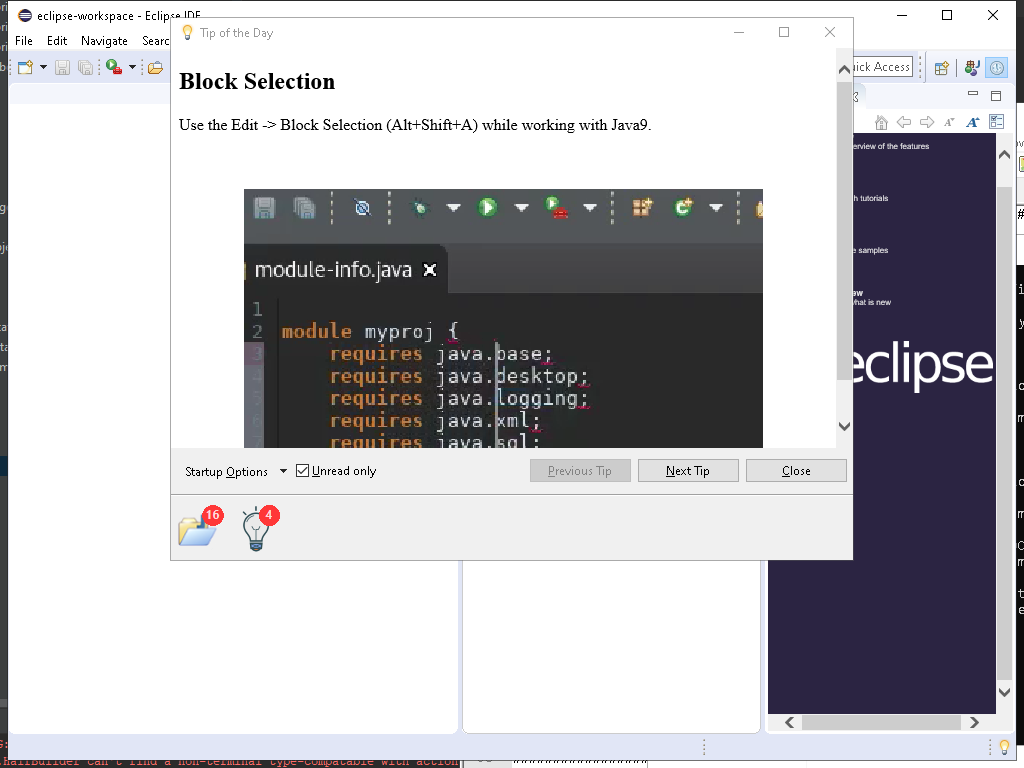 eclipse-workspace - Eclipse IDE
File Edit Navigate Searc
Tip of the Day
Block Selection
Use the Edit -> Block Selection (Alt+Shift+A) while working with Java9.
module-info.java
1
2 module myproj {
3 requires java.base;
requires java.desktop;
requires java.logging;
requires java.xml;
requires java.sql;
Startup Options
Unread only
Previous Tip
Next Tip
Close
16
4
ick Access
erview of the features
h tutorials
e samples
ew
hat is new
eclipse
.HallBuilder can't find a non-terminal type-compatable with action